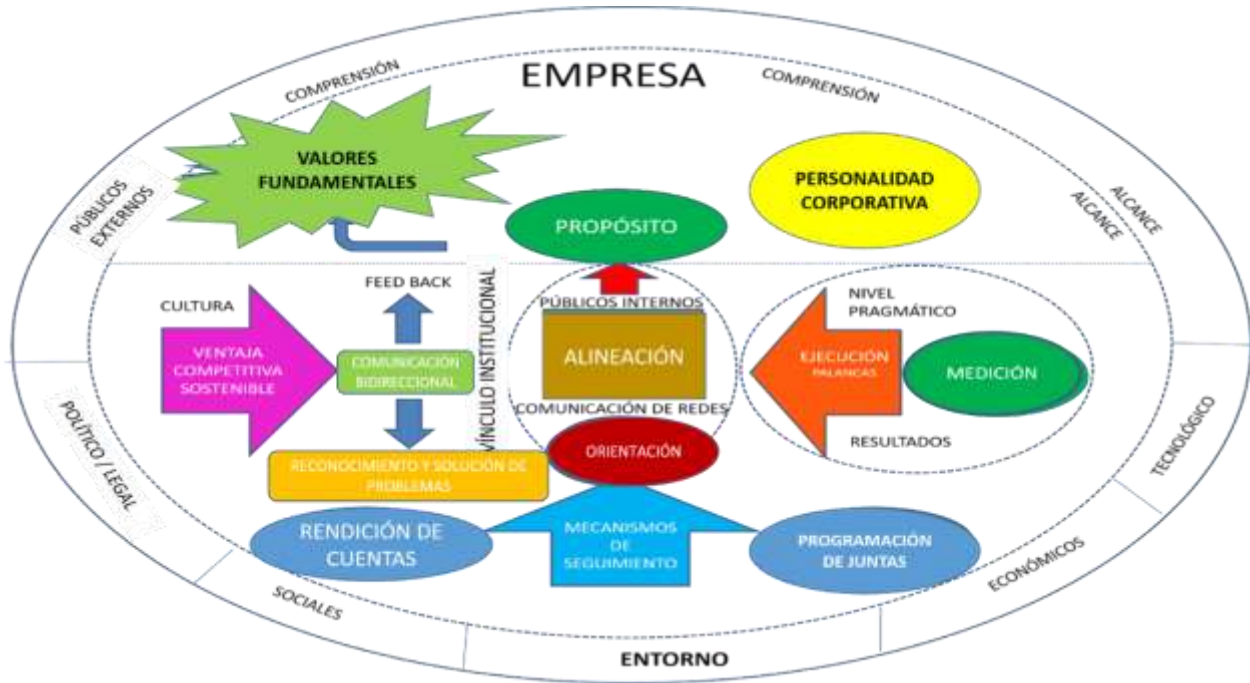 EMPRESA
COMPRENSIÓN
COMPRENSIÓN
VALORES
FUNDAMENTALES
PERSONALIDAD
CORPORATIVA
PÚBLICOS
EXTERNOS
PROPÓSITO
ALCANCE
ALCANCE
CULTURA
FEED BACK
PÚBLICOS INTERNOS
NIVEL
PRAGMÁTICO
VENTAJA
COMPETITIVA
SOSTENIBLE
COMUNICACIÓN
BIDIRECCIONAL
VÍNCULO INSTITUCIONAL
ALINEACIÓN
EJECUCIÓN
PALANCAS
MEDICIÓN
COMUNICACIÓN DE REDES
RESULTADOS
RECONOCIMIENTO Y SOLUCIÓN DE
PROBLEMAS
ORIENTACIÓN
POLÍTICO / LEGAL
TECNOLÓGICO
RENDICIÓN DE
CUENTAS
MECANISMOS
DE
SEGUIMIENTO
PROGRAMACIÓN
DE JUNTAS
SOCIALES
ECONÓMICOS
ENTORNO